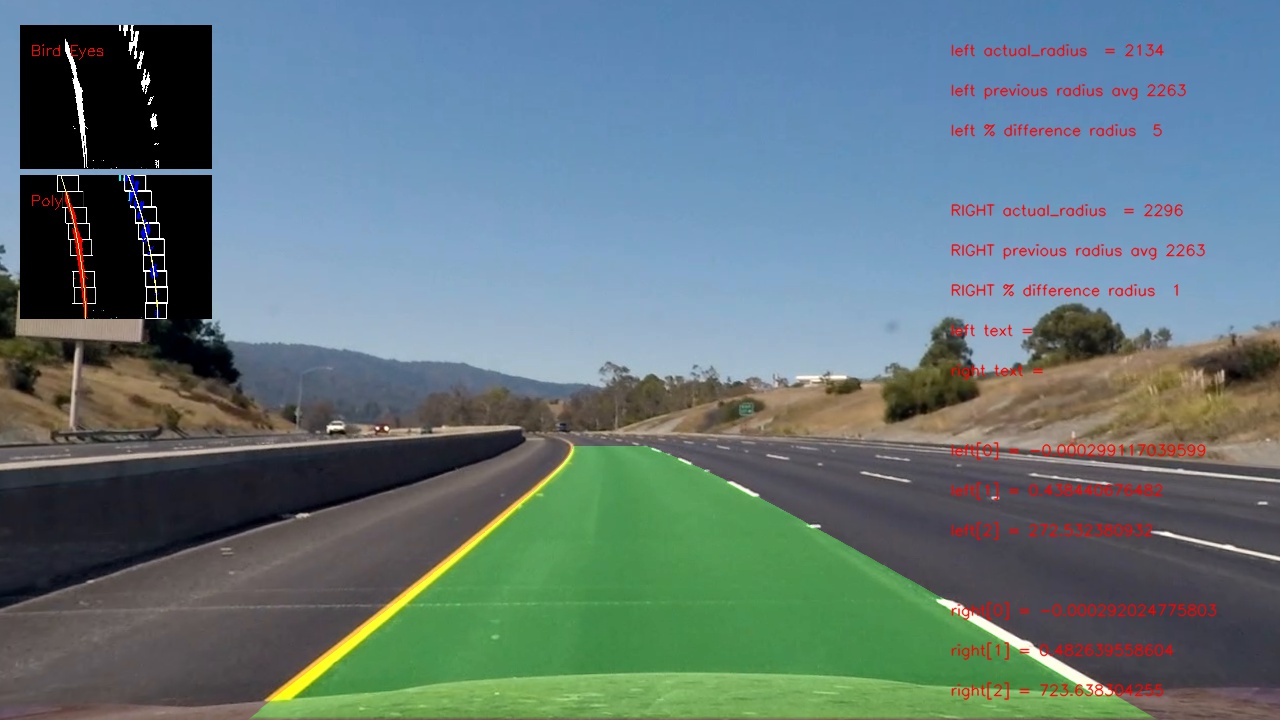 Bird Eyes
Poly
left actual_radius = 2134
left previous radius avg 2263
left % difference radius 5
RIGHT actual_radius = 2296
RIGHT previous radius avg 2263
RIGHT % difference radius 1
left text =
right text =
left[0] = -0.000299117039599
left[1] = 0.438440676482
left[2] = 272.532380932
right[0] = -0.000292024775803
right[1] = 0.482639558604
right[2] = 723.638304255